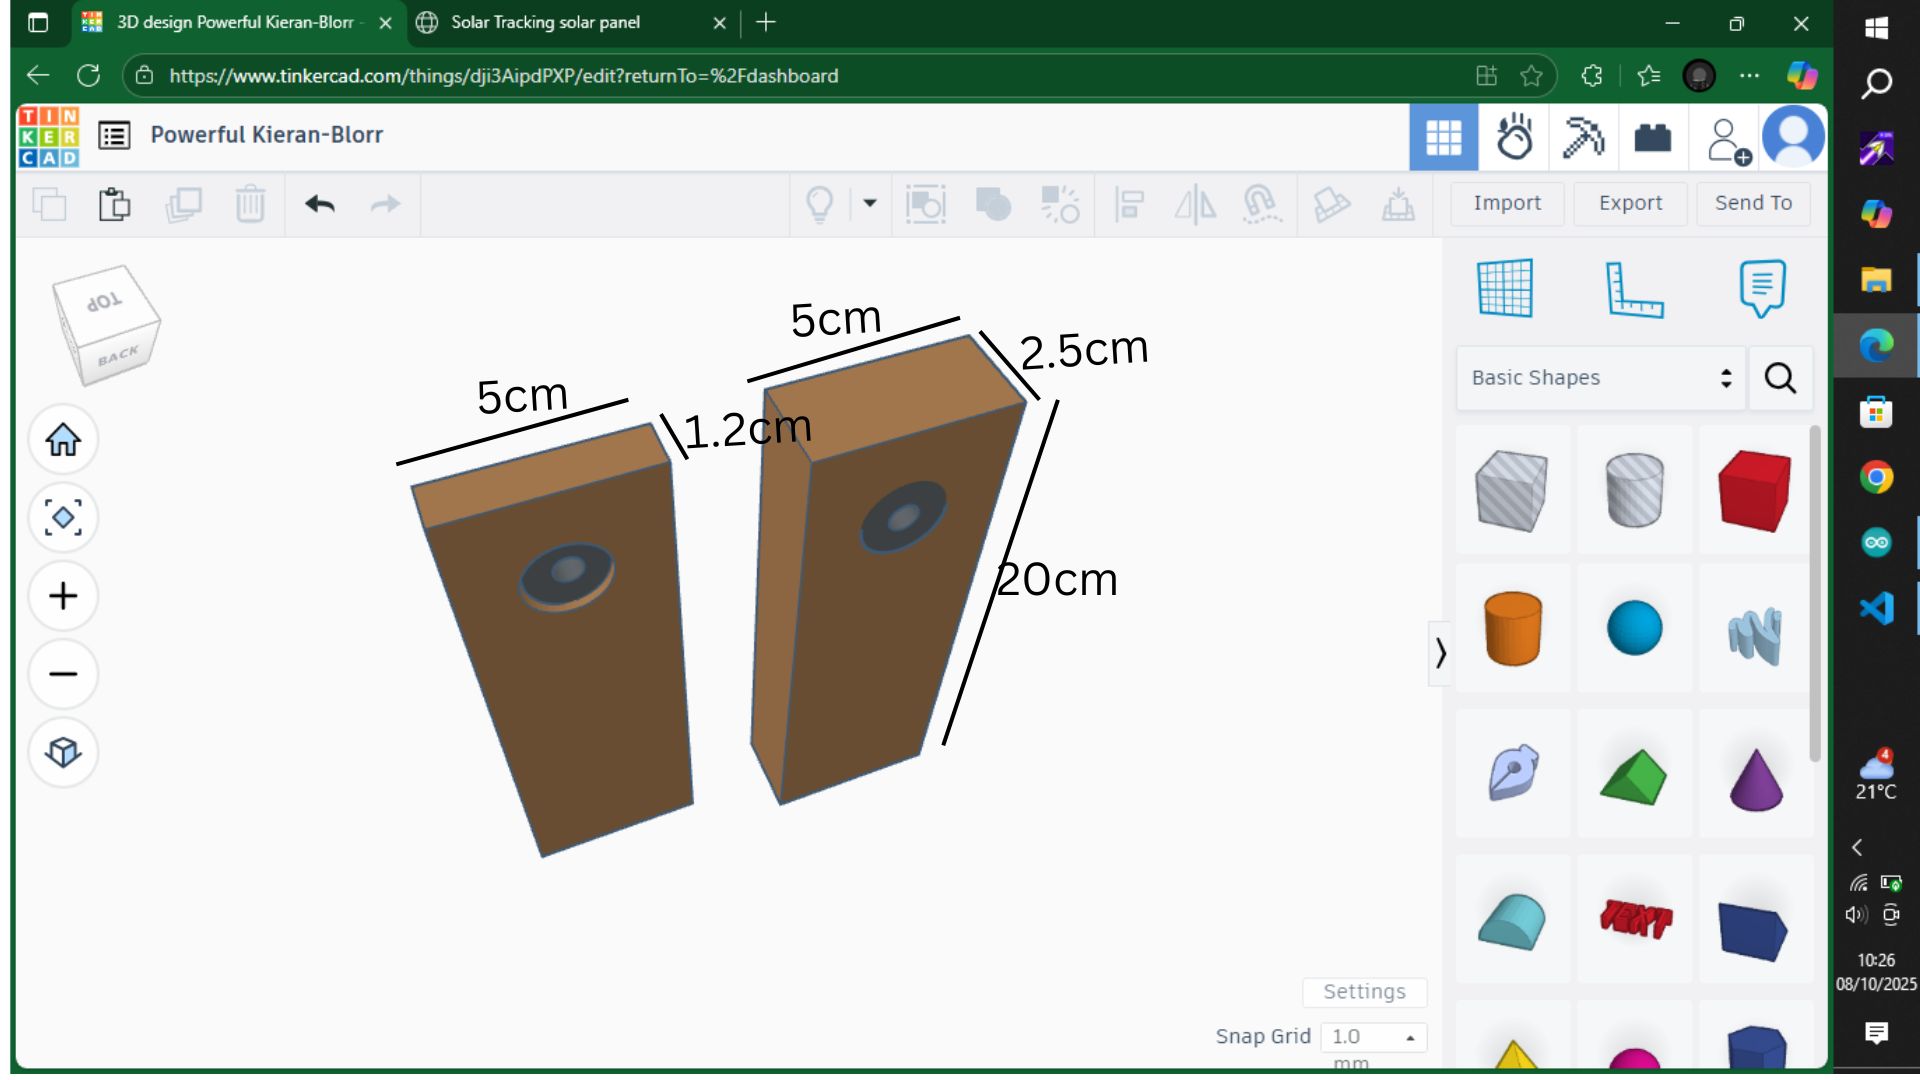 3D design Powerful Kieran-Blorr -
Solar Tracking solar panel
https://www.tinkercad.com/things/dji3AipdPXP/edit?returnTo=%2Fdashboard
TIN
KER
CAD
Powerful Kieran-Blorr
Import
Export
Send To
TOP
BACK
5cm
2.5cm
5cm
1.2cm
20cm
Basic Shapes
TEXT
Settings
Snap Grid
1.0
mm
4
21°C
10:26
08/10/2025